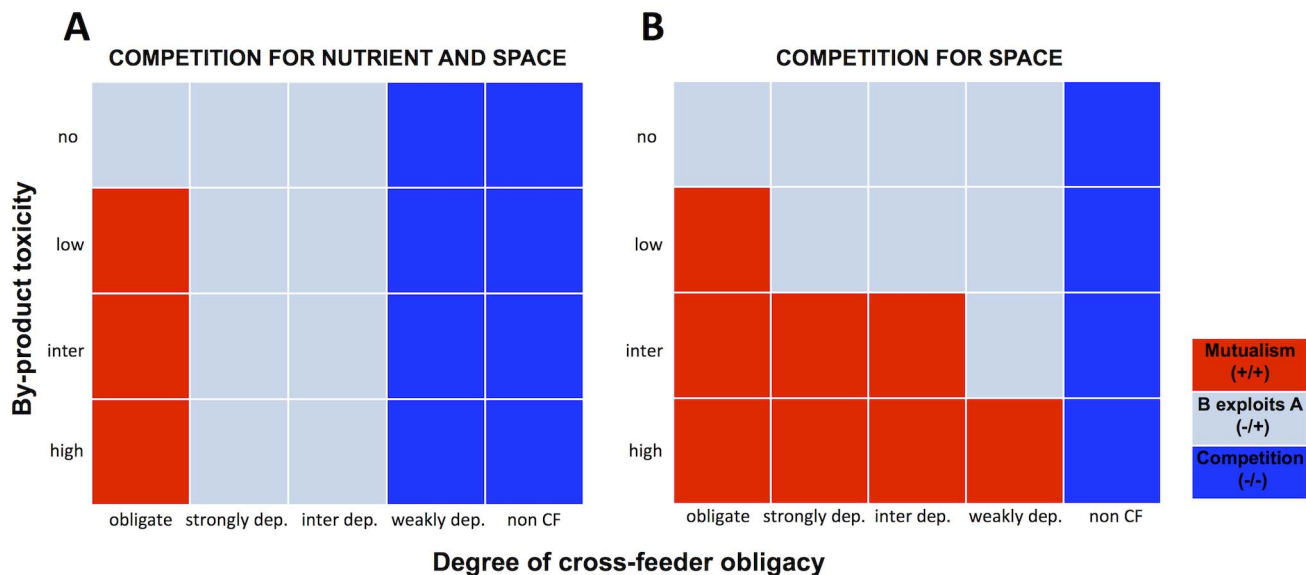 A
COMPETITION FOR NUTRIENT AND SPACE
By-product toxicity
no
low
inter
high
obligate strongly dep. inter dep. weakly dep. non CF
B
COMPETITION FOR SPACE
no
low
inter
high
obligate strongly dep. inter dep. weakly dep. non CF
Degree of cross-feeder obligacy
Mutualism
(+/+)
B exploits A
(-/+)
Competition
(-/-)